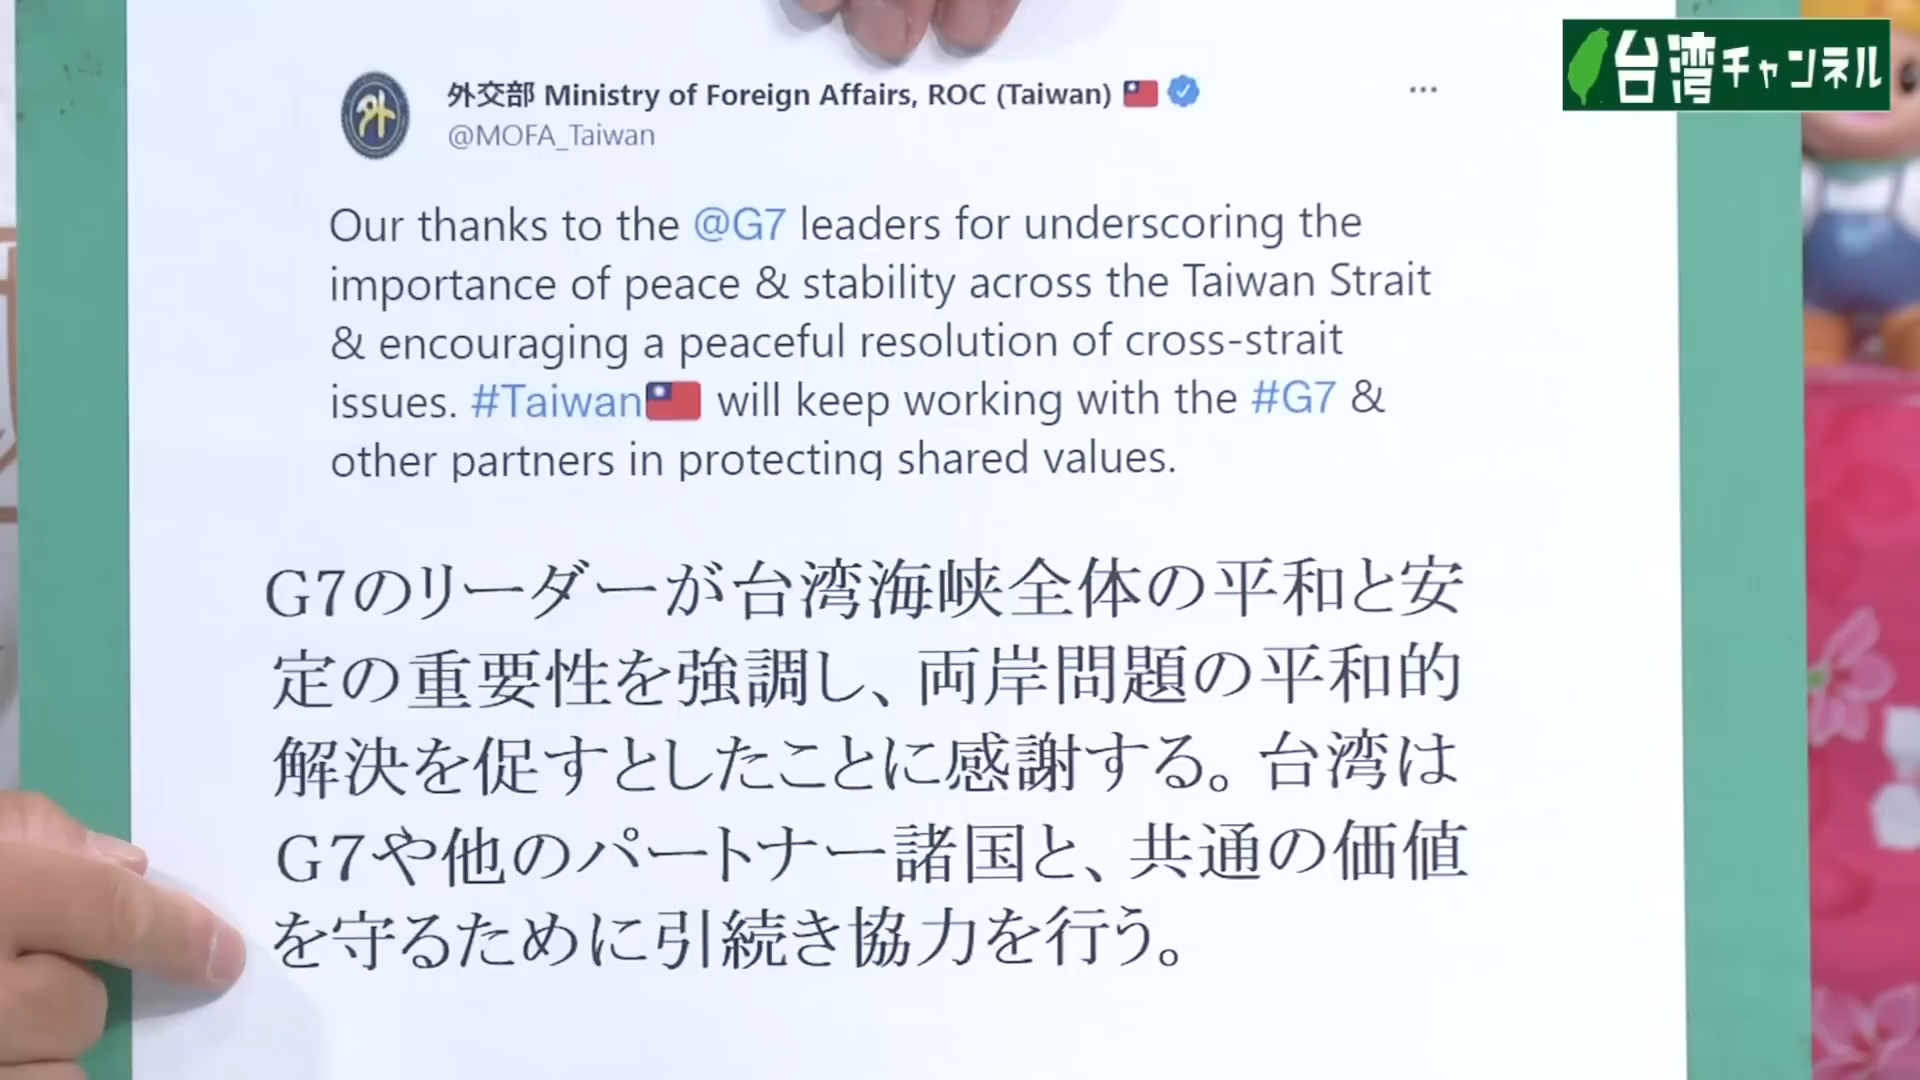 台湾チャンネル
外交部 Ministry of Foreign Affairs, ROC (Taiwan)
@MOFA_Taiwan
Our thanks to the @G7 leaders for underscoring the
importance of peace & stability across the Taiwan Strait
& encouraging a peaceful resolution of cross-strait
issues. #Taiwan will keep working with the #G7 &
other partners in protecting shared values.
G7のリーダーが台湾海峡全体の平和と安
定の重要性を強調し、両岸問題の平和的
解決を促すとしたことに感謝する。台湾は
G7や他のパートナー諸国と、共通の価値
を守るために引続き協力を行う。